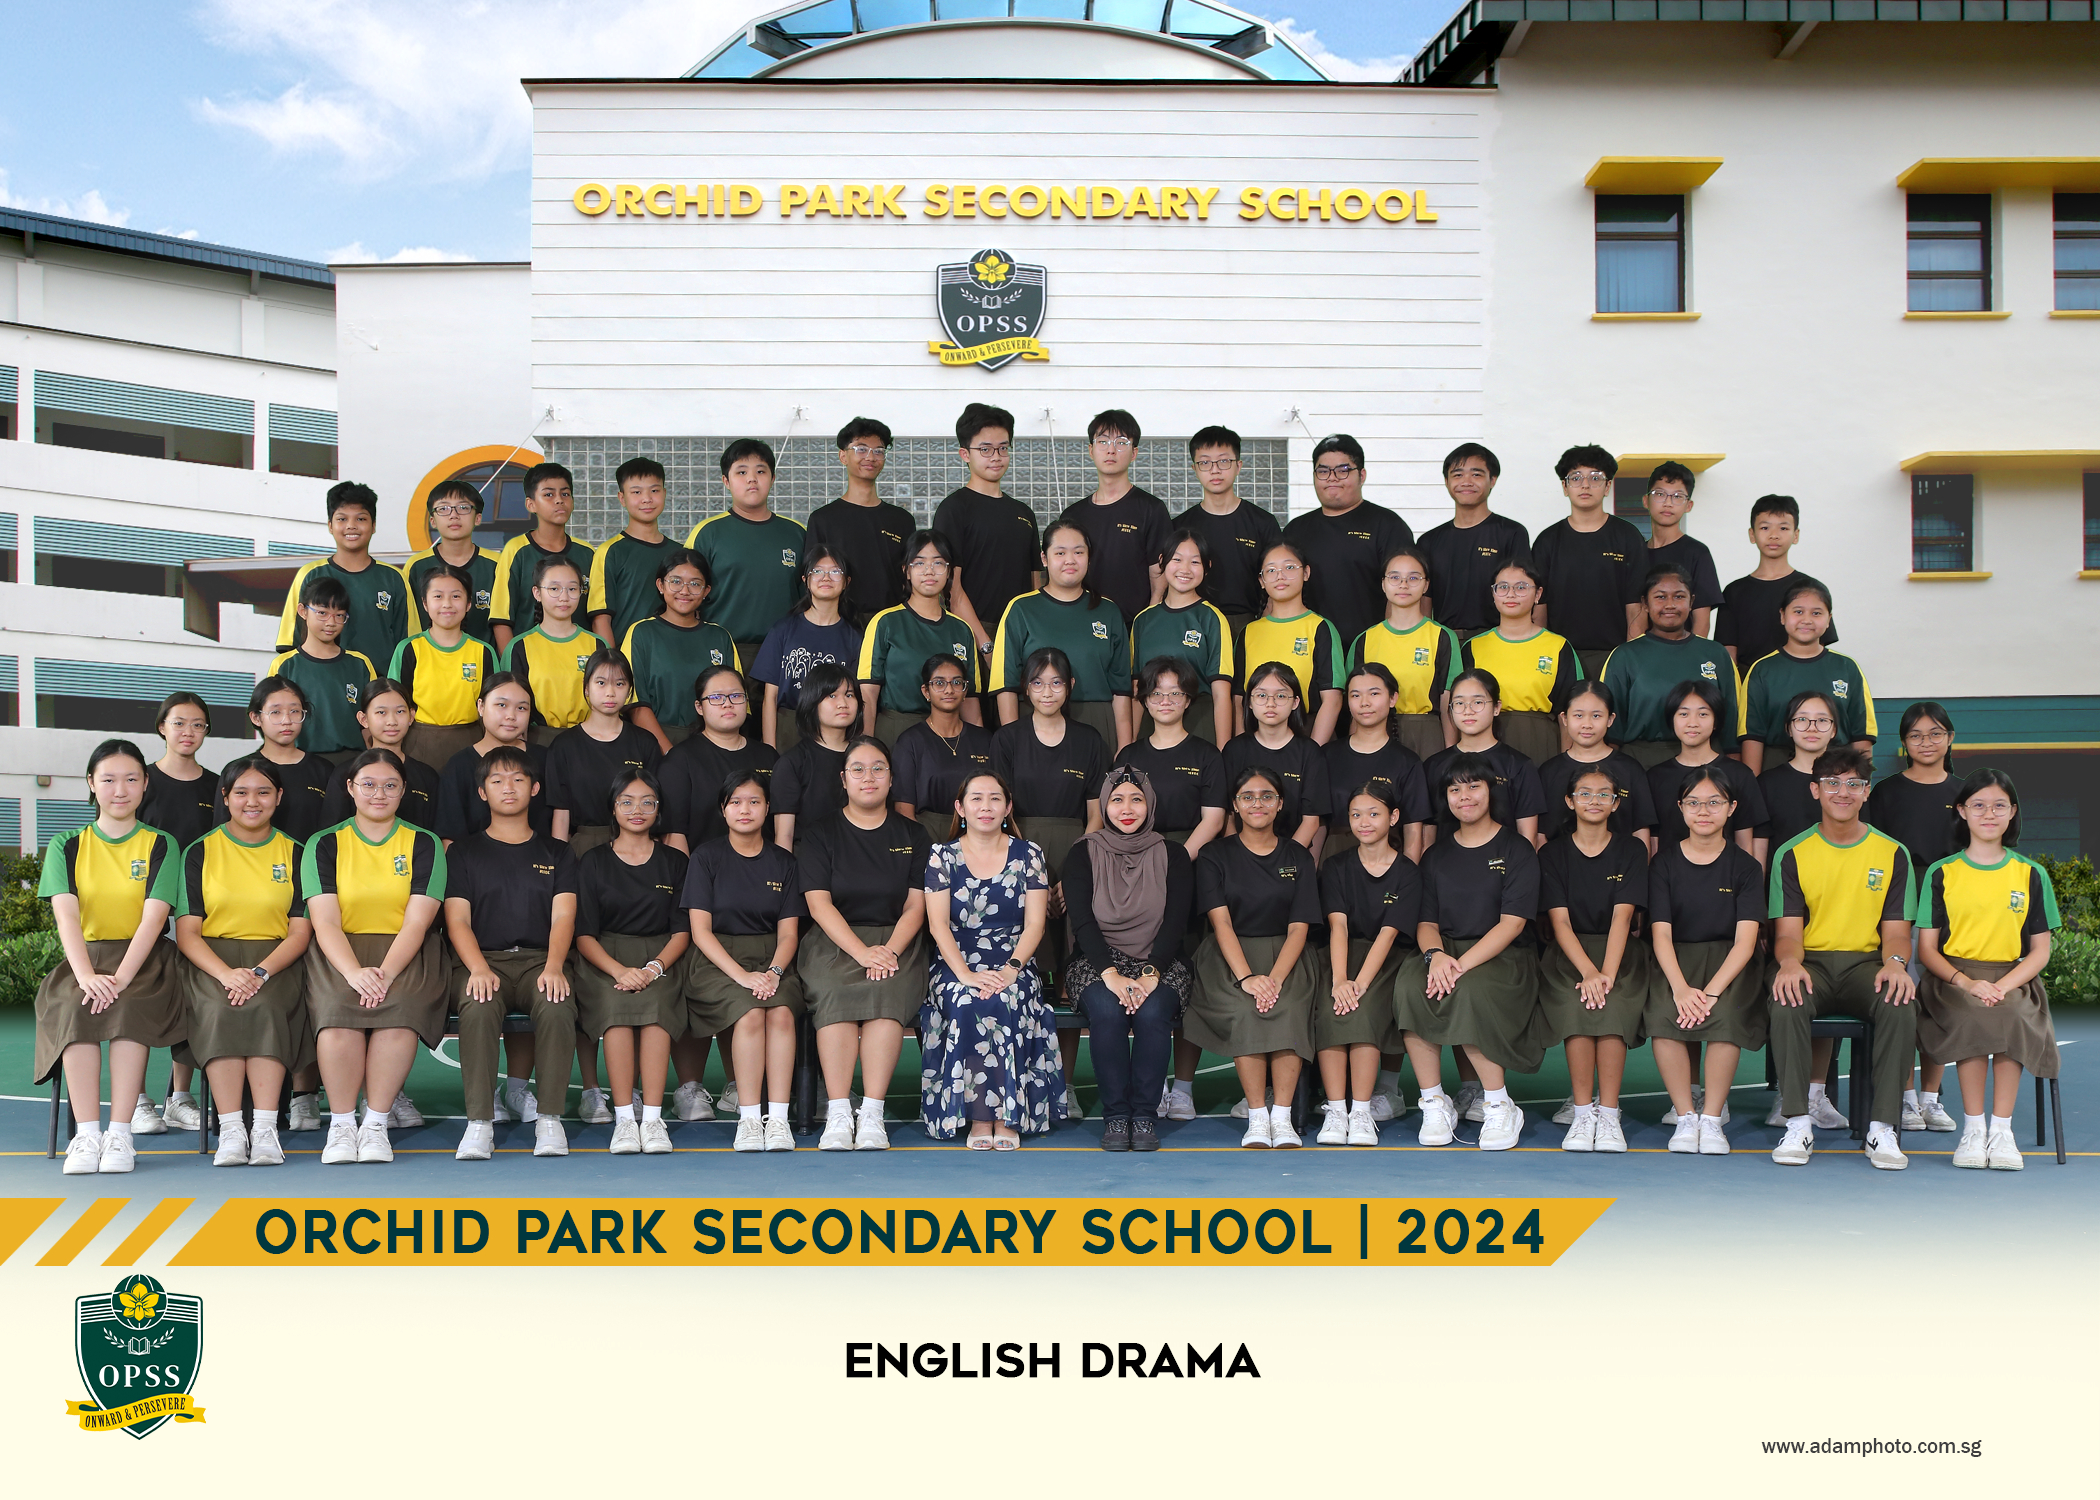 ORCHID PARK SECONDARY SCHOOL
OPSS
ONWARD & PERSEVERE
ORCHID PARK SECONDARY SCHOOL | 2024
OPSS
ONWARD & PERSEVERE
ENGLISH DRAMA
www.adamphoto.com.sg